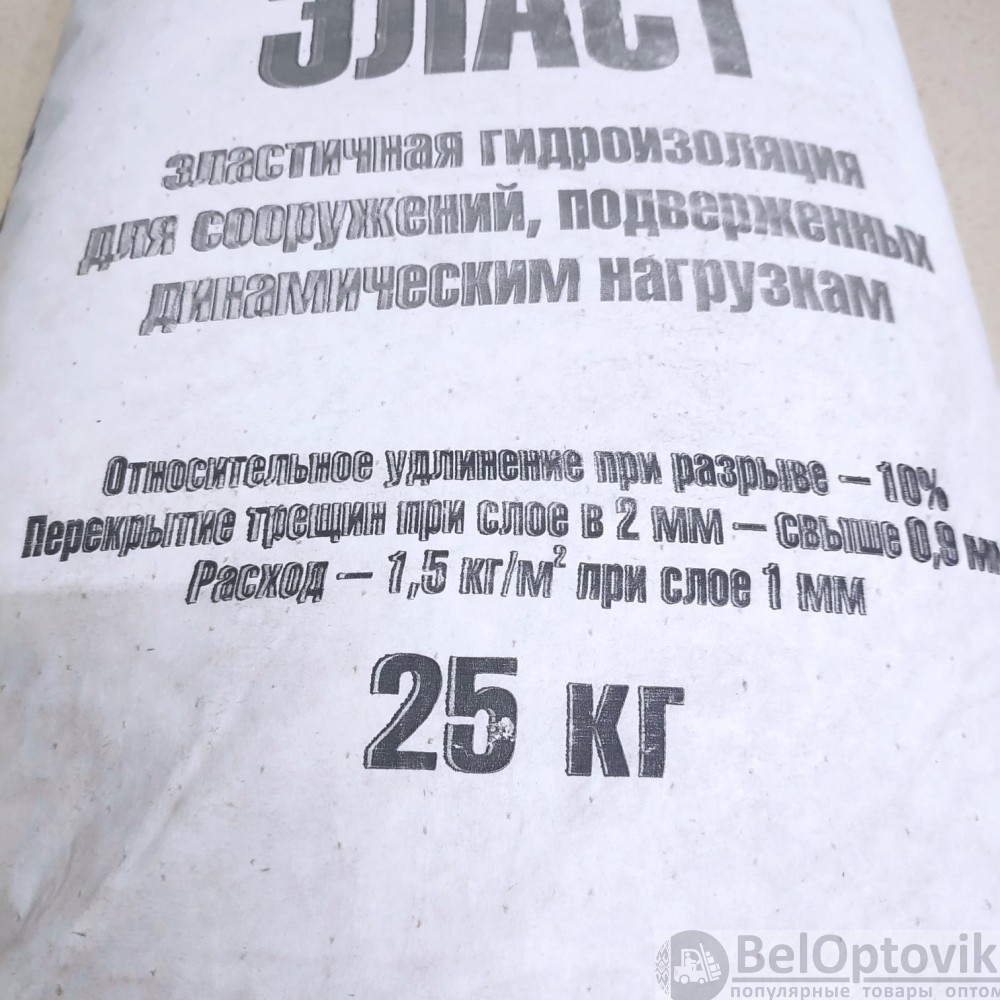 ЭЛАСТ
эластичная гидроизоляция
для сооружений, подверженных
динамическим нагрузкам
Относительное удлинение при разрыве – 10%
Перекрытие трещин при слое в 2 мм – свыше 0,9 м
Расход – 1,5 кг/м² при слое 1 мм
25 кг
BelOptovik
популярные товары оптом